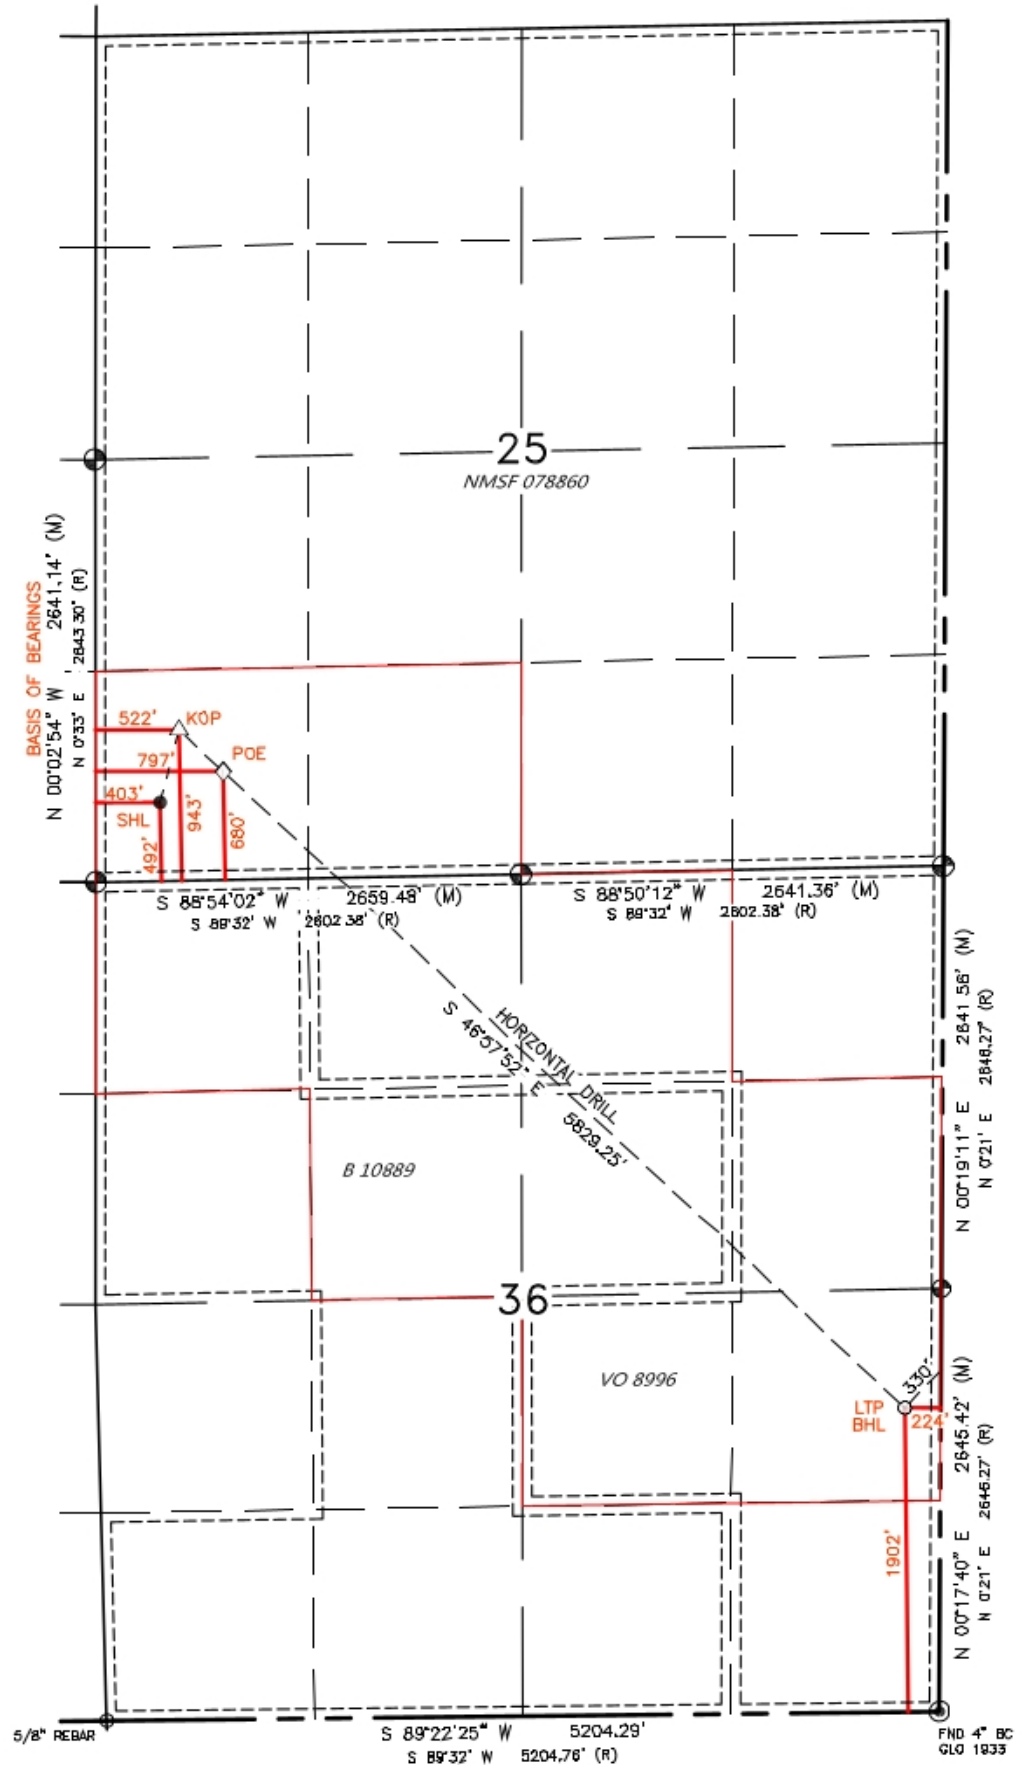 25
NMSF 078860
BASIS OF BEARINGS
N 00°02'54" W 2641.14' (M)
N 0°33' E 2643.30' (R)
522'
KOP
797'
POE
403'
SHL
492'
943'
680'
S 88°54'02" W 2659.48' (M)
S 89°32' W 2602.38' (R)
S 88°50'12" W 2641.36' (M)
S 89°32' W 2602.38' (R)
HORIZONTAL DRILL
S 46°57'52" E 5829.25'
N 00°19'11" E 2641.56' (M)
N 0°21' E 2646.27' (R)
B 10889
36
VO 8996
330'
LTP
BHL
224'
1902'
N 00°17'40" E 2645.42' (M)
N 0°21' E 2646.27' (R)
5/8" REBAR
S 89°22'25" W 5204.29'
S 89°32' W 5204.76' (R)
FND 4" BC
GLO 1933